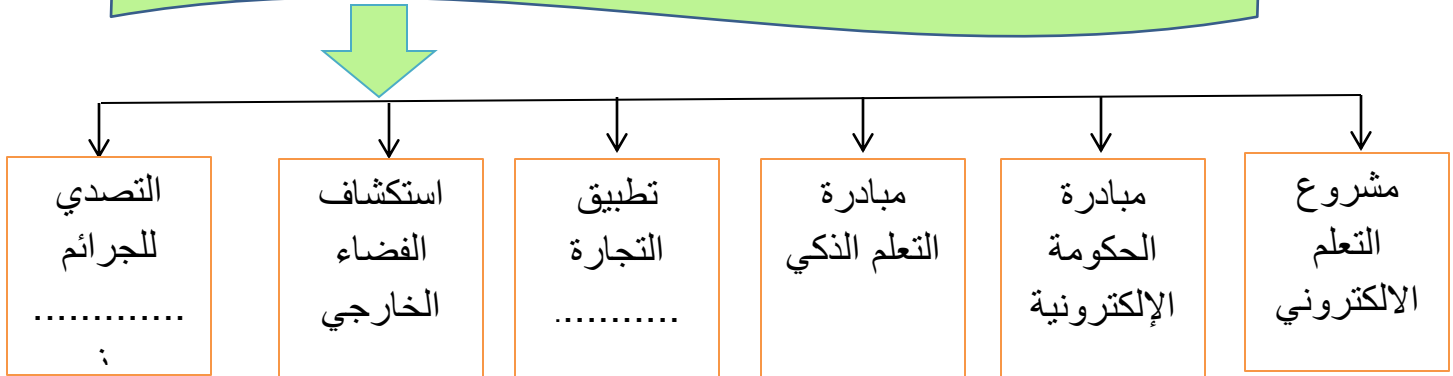 مشروع
التعلم
الالكتروني
مبادرة
الحكومة
الإلكترونية
مبادرة
التعلم الذكي
تطبيق
التجارة
...........
استكشاف
الفضاء
الخارجي
التصدي
للجرائم
.............